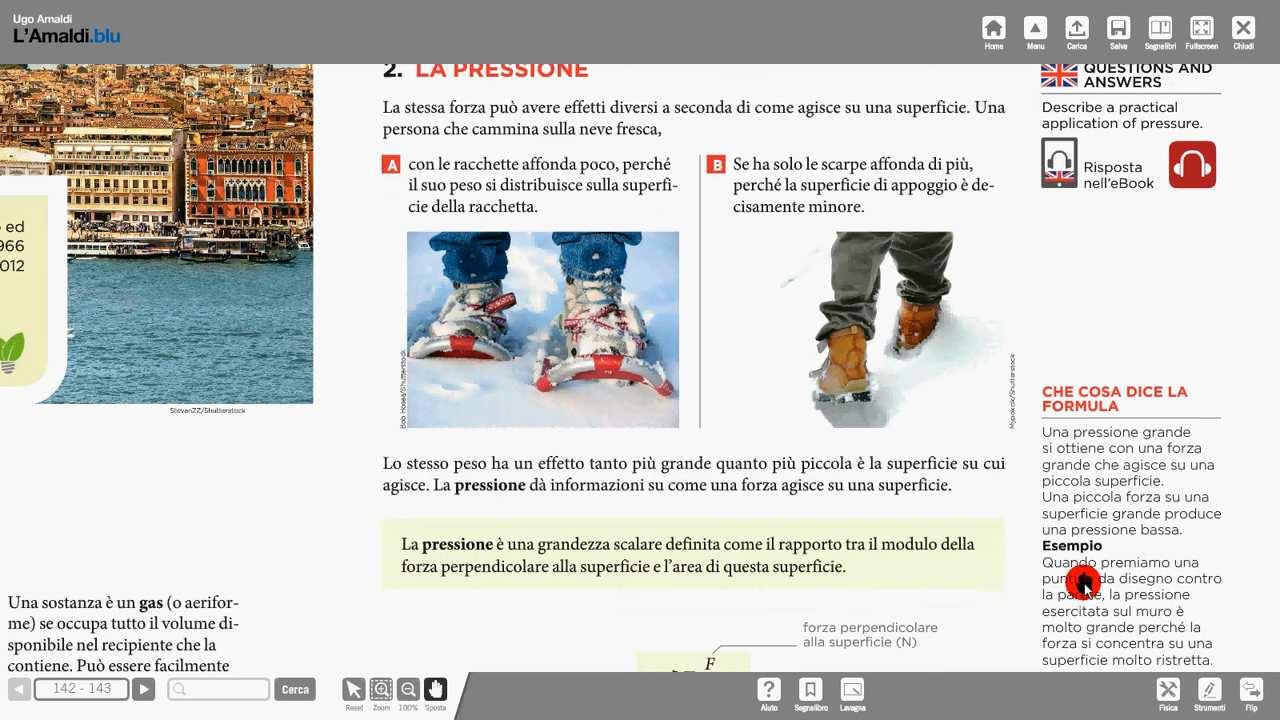 Ugo Amaldi
L'Amaldi.blu
Home
Menu
Carica
Salva
Segnalibri
Fullscreen
Chiudi
2. LA PRESSIONE
La stessa forza può avere effetti diversi a seconda di come agisce su una superficie. Una
persona che cammina sulla neve fresca,
A con le racchette affonda poco, perché
il suo peso si distribuisce sulla superfi-
cie della racchetta.
B Se ha solo le scarpe affonda di più,
perché la superficie di appoggio è de-
cisamente minore.
Bob Hosea/Shutterstock
Mypokcik/Shutterstock
Lo stesso peso ha un effetto tanto più grande quanto più piccola è la superficie su cui
agisce. La pressione dà informazioni su come una forza agisce su una superficie.
La pressione è una grandezza scalare definita come il rapporto tra il modulo della
forza perpendicolare alla superficie e l'area di questa superficie.
forza perpendicolare
alla superficie (N)
F
QUESTIONS AND
ANSWERS
Describe a practical
application of pressure.
Risposta
nell'eBook
CHE COSA DICE LA
FORMULA
Una pressione grande
si ottiene con una forza
grande che agisce su una
piccola superficie.
Una piccola forza su una
superficie grande produce
una pressione bassa.
Esempio
Quando premiamo una
puntina da disegno contro
la parete, la pressione
esercitata sul muro è
molto grande perché la
forza si concentra su una
superficie molto ristretta.
ed
966
012
StevanZZ/Shutterstock
Una sostanza è un gas (o aerifor-
me) se occupa tutto il volume di-
sponibile nel recipiente che la
contiene. Può essere facilmente
142 - 143
Cerca
Reset
Zoom
100%
Sposta
Aiuto
Segnalibro
Lavagna
Fisica
Strumenti
Flip